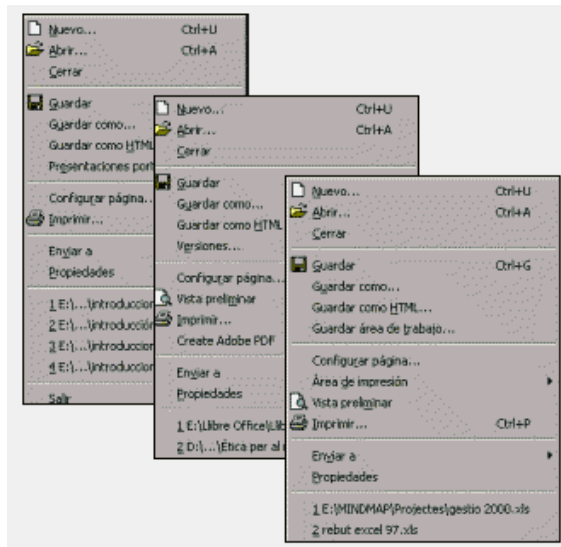 Nuevo... Ctrl+U
Abrir... Ctrl+A
Cerrar
Guardar
Guardar como...
Guardar como HTML
Presentaciones port
Configurar página..
Imprimir...
Enviar a
Propiedades
1 E:\...\introduccion
2 E:\...\introducción
3 E:\...\introduccion
4 E:\...\introduccion
Salir
Nuevo... Ctrl+U
Abrir... Ctrl+A
Cerrar
Guardar
Guardar como...
Guardar como HTML
Versiones...
Configurar página...
Vista preliminar
Imprimir...
Create Adobe PDF
Enviar a
Propiedades
1 E:\Llibre Office\Llib
2 D:\...\Ética per al
Nuevo... Ctrl+U
Abrir... Ctrl+A
Cerrar
Guardar Ctrl+G
Guardar como...
Guardar como HTML...
Guardar área de trabajo...
Configurar página...
Área de impresión
Vista preliminar
Imprimir... Ctrl+P
Enviar a
Propiedades
1 E:\MINDMAP\Projectes\gestio 2000.xls
2 rebut excel 97.xls